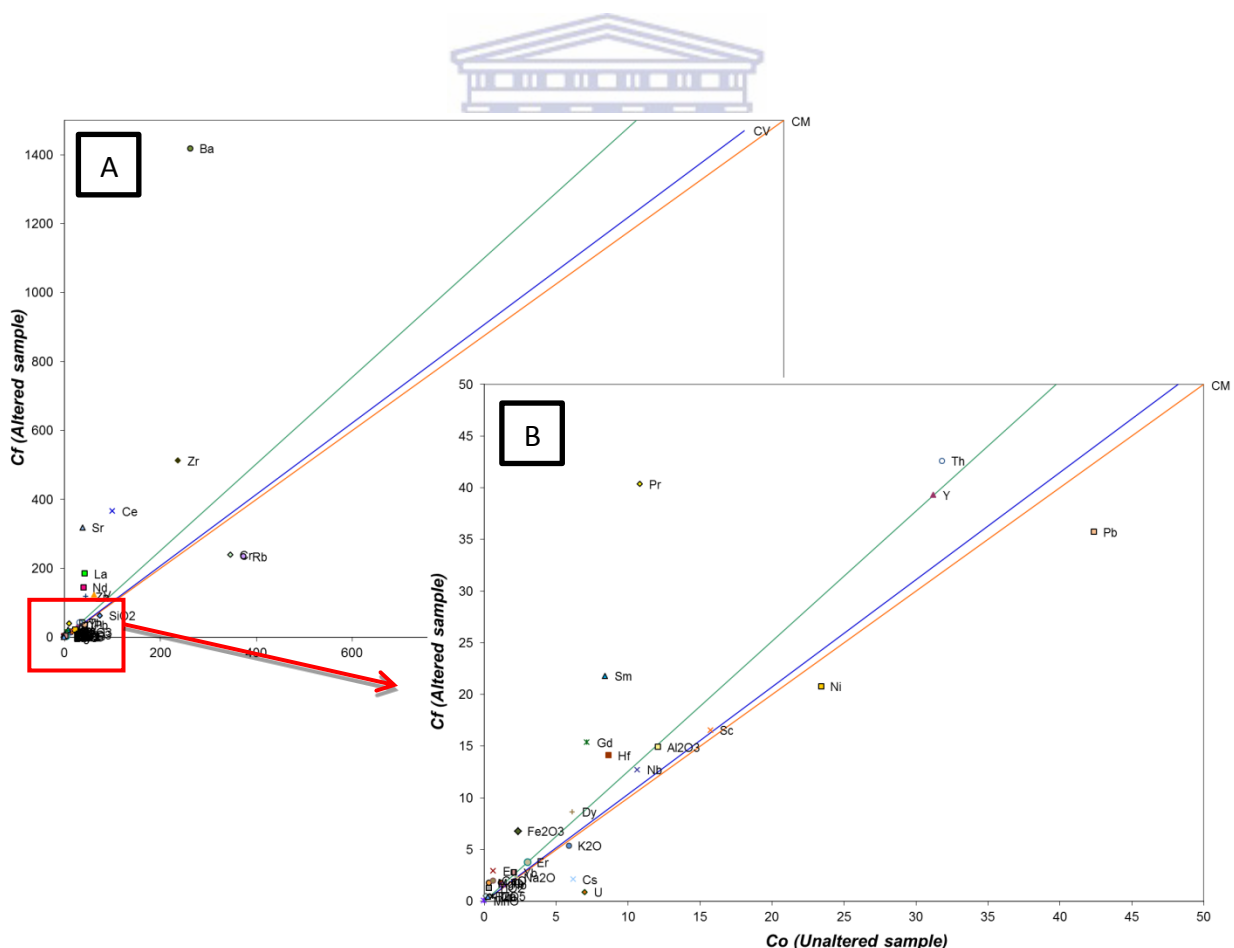 A
CM
CV
1400
Ba
1200
1000
800
600
Zr
400
Ce
Sr
Cr
Rb
200
La
Nd
SiO2
0
0
200
400
600
Cf (Altered sample)
B
CM
50
45
Th
Pr
40
Y
Pb
35
30
25
Sm
Ni
20
Sc
Gd
Al2O3
15
Hf
Nb
10
Dy
Fe2O3
K2O
5
Er
Na2O
Cs
U
0
0
5
10
15
20
25
30
35
40
45
50
Cf (Altered sample)
Co (Unaltered sample)